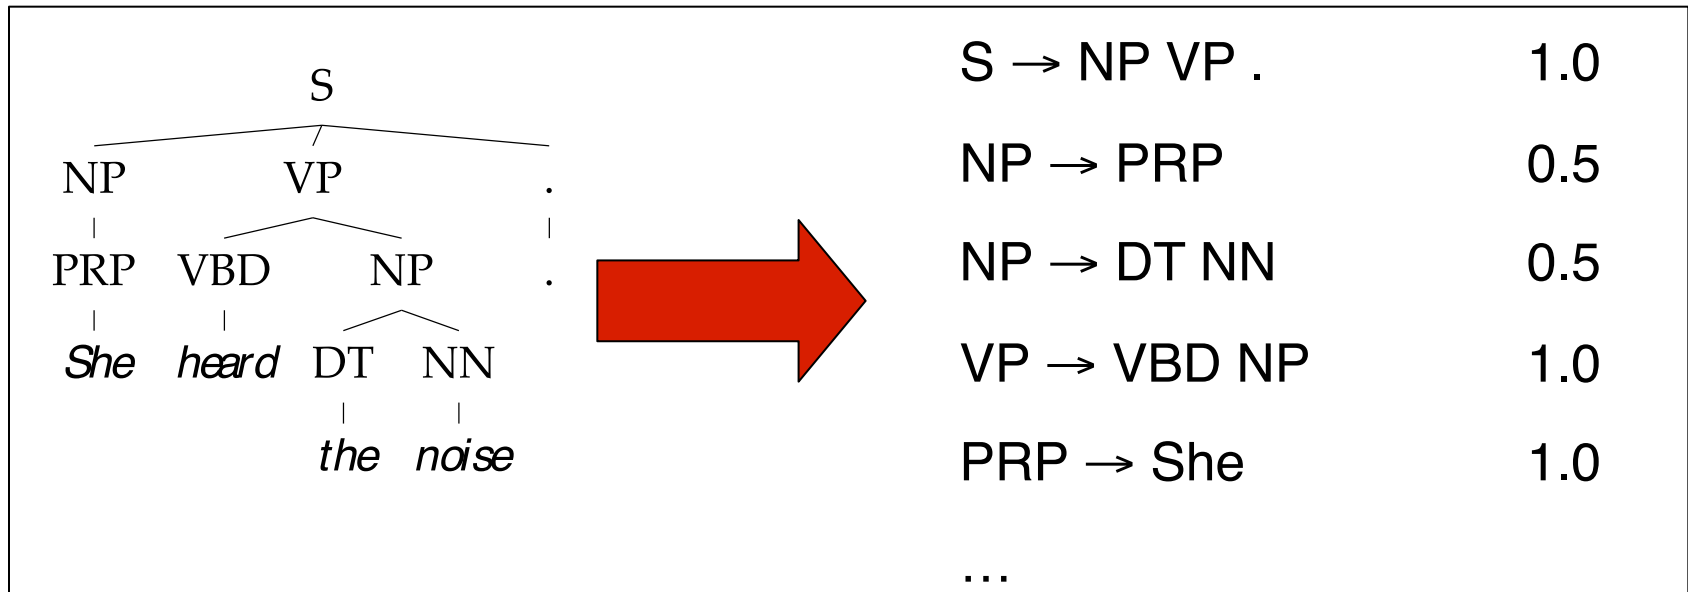 S
NP VP .
PRP VBD NP .
She heard DT NN
the noise
S → NP VP . 1.0
NP → PRP 0.5
NP → DT NN 0.5
VP → VBD NP 1.0
PRP → She 1.0
…